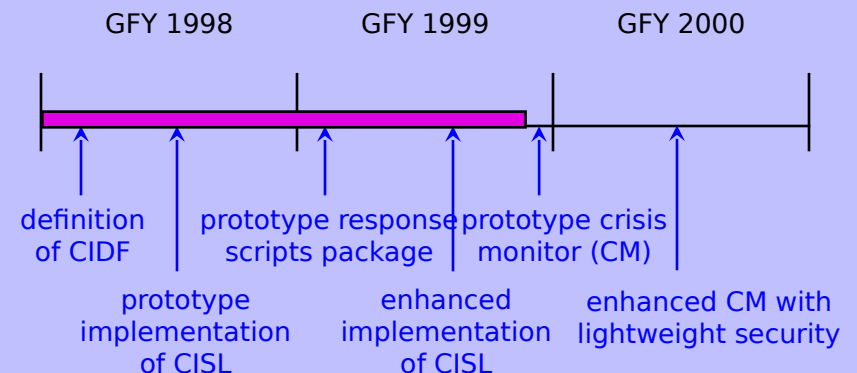 GFY 1998
GFY 1999
GFY 2000
definition
of CIDF
prototype response
scripts package
prototype crisis
monitor (CM)
prototype
implementation
of CISL
enhanced
implementation
of CISL
enhanced CM with
lightweight security